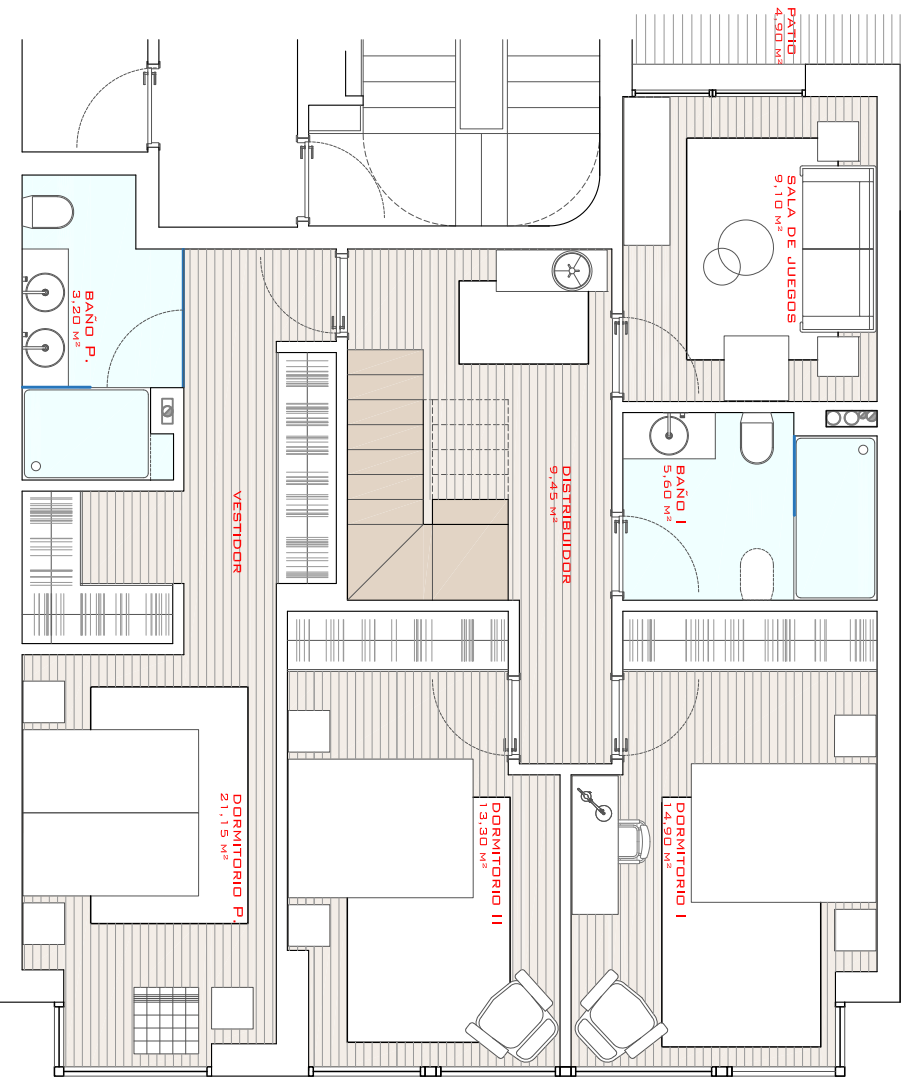 PATIO
4,90 M²
SALA DE JUEGOS
9,10 M²
BAÑO P.
3,20 M²
BAÑO I
5,60 M²
DISTRIBUIDOR
9,45 M²
VESTIDOR
DORMITORIO P.
21,15 M²
DORMITORIO II
13,30 M²
DORMITORIO I
14,90 M²